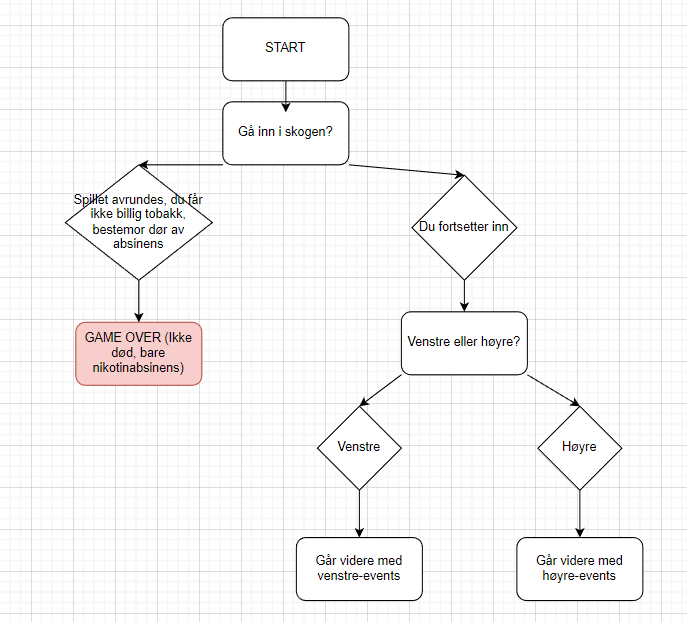 START
Gå inn i skogen?
Spillet avrundes, du får
ikke billig tobakk,
bestemor dør av
absinens
Du fortsetter inn
GAME OVER (Ikke
død, bare
nikotinabsinens)
Venstre eller høyre?
Venstre
Høyre
Går videre med
venstre-events
Går videre med
høyre-events